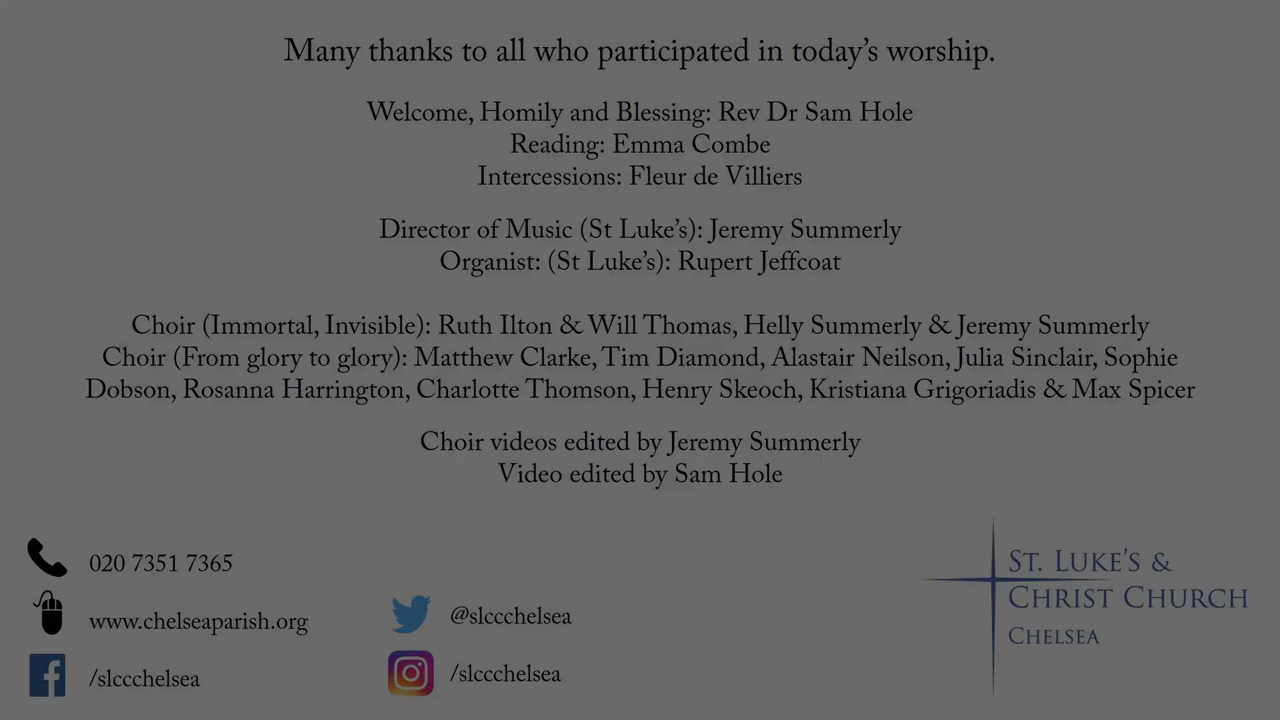 Many thanks to all who participated in today's worship.
Welcome, Homily and Blessing: Rev Dr Sam Hole
Reading: Emma Combe
Intercessions: Fleur de Villiers
Director of Music (St Luke's): Jeremy Summerly
Organist: (St Luke's): Rupert Jeffcoat
Choir (Immortal, Invisible): Ruth Ilton & Will Thomas, Helly Summerly & Jeremy Summerly
Choir (From glory to glory): Matthew Clarke, Tim Diamond, Alastair Neilson, Julia Sinclair, Sophie
Dobson, Rosanna Harrington, Charlotte Thomson, Henry Skeoch, Kristiana Grigoriadis & Max Spicer
Choir videos edited by Jeremy Summerly
Video edited by Sam Hole
020 7351 7365
www.chelseaparish.org
/slccchelsea
@slccchelsea
/slccchelsea
ST. LUKE'S &
CHRIST CHURCH
CHELSEA